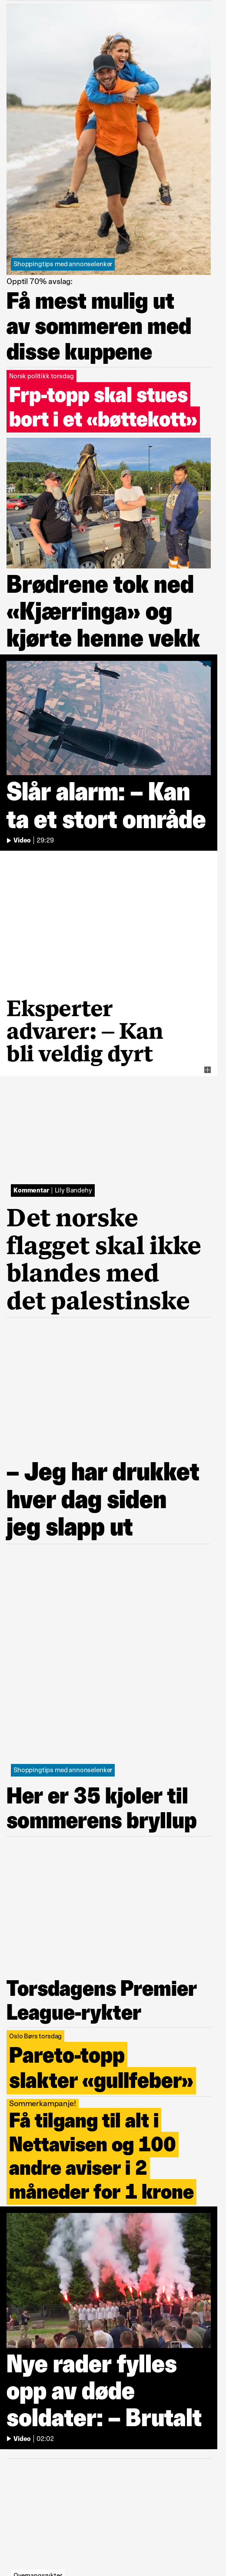 Shoppingtips med annonselenker
Opptil 70% avslag:
Få mest mulig ut
av sommeren med
disse kuppene
Norsk politikk torsdag
Frp-topp skal stues
bort i et «bøttekott»
Brødrene tok ned
«Kjærringa» og
kjørte henne vekk
Slår alarm: – Kan
ta et stort område
Video | 29:29
Eksperter
advarer: – Kan
bli veldig dyrt
Kommentar | Lily Bandehy
Det norske
flagget skal ikke
blandes med
det palestinske
– Jeg har drukket
hver dag siden
jeg slapp ut
Shoppingtips med annonselenker
Her er 35 kjoler til
sommerens bryllup
Torsdagens Premier
League-rykter
Oslo Børs torsdag
Pareto-topp
slakter «gullfeber»
Sommerkampanje!
Få tilgang til alt i
Nettavisen og 100
andre aviser i 2
måneder for 1 krone
Nye rader fylles
opp av døde
soldater: – Brutalt
Video | 02:02